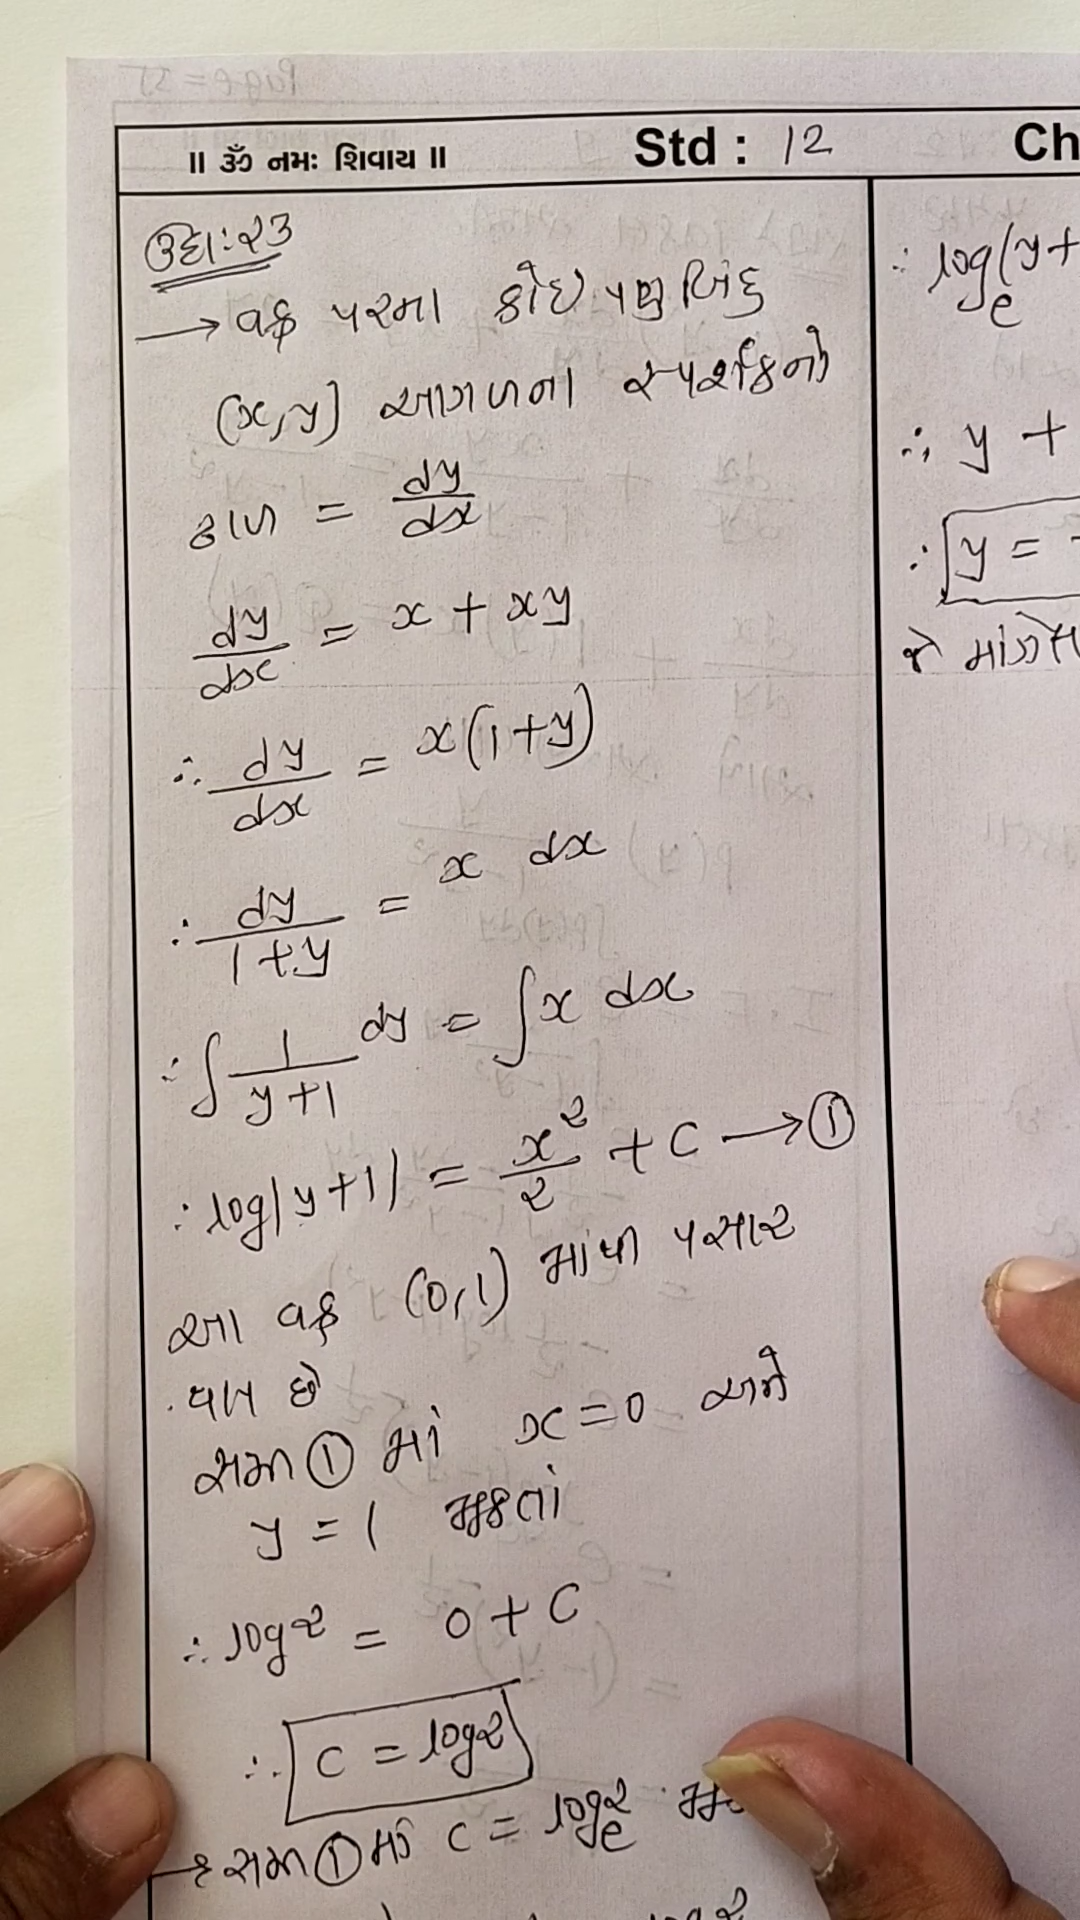 ॥ ૐ નમઃ શિવાય ॥
Std : 12
Ch
ઉદા:૨૩
→ વક્ર પરના કોઇ પણ બિંદુ
(x,y) આગળના સ્પર્શકનો
ઢાળ = dy/dx
dy/dx = x + xy
∴ dy/dx = x(1+y)
∴ dy/1+y = x dx
∴ ∫ 1/y+1 dy = ∫ x dx
∴ log|y+1| = x²/2 + C → ①
આ વક્ર (0,1) માંથી પસાર
થાય છે
સમ ① માં x = 0 અને
y = 1 મુકતાં
∴ log2 = 0 + C
∴ C = log2
→ સમ ① માં C = logₑ2
log2
∴ logₑ(y+
∴ y +
∴ y =
જે